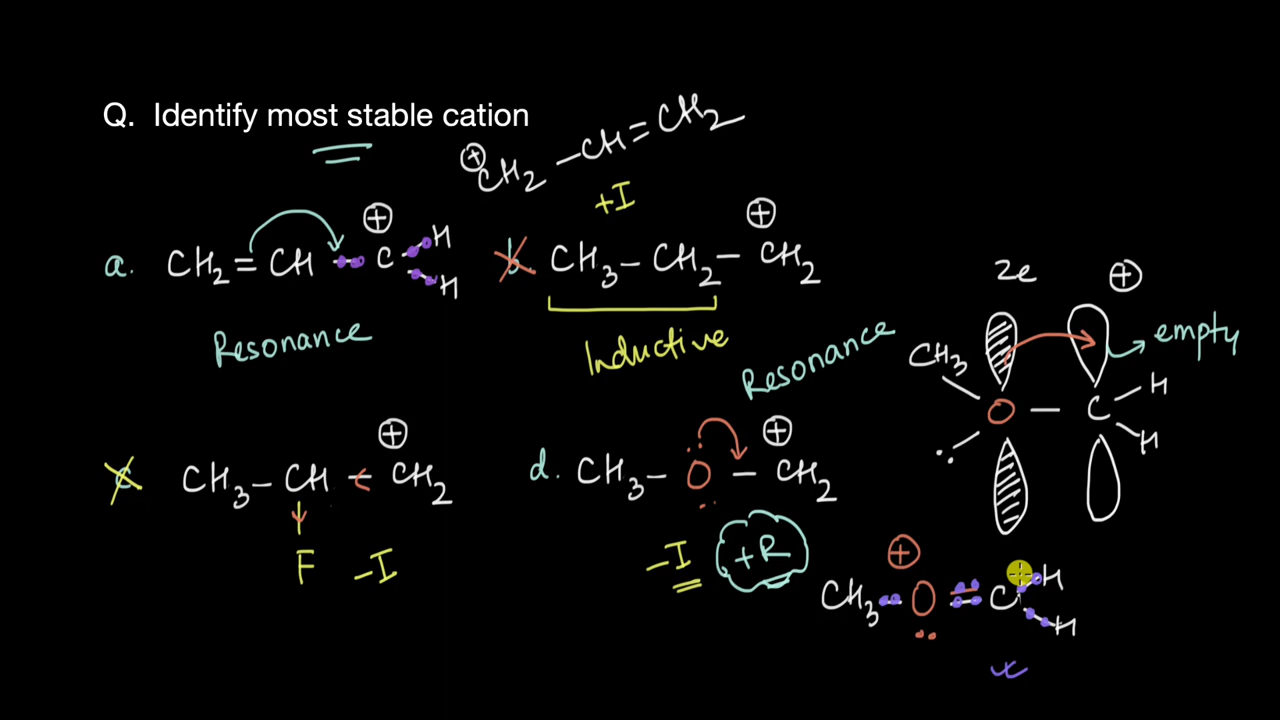 Q. Identify most stable cation
⊕CH₂ – CH = CH₂
a. CH₂ = CH – C⊕ H H
Resonance
+I
b CH₃ – CH₂ – CH₂ ⊕
Inductive
c CH₃ – CH – CH₂ ⊕
F -I
Resonance
d. CH₃ – O – CH₂ ⊕
-I +R
2e ⊕
empty
CH₃
O – C H H
⊕
CH₃ – O = C H H